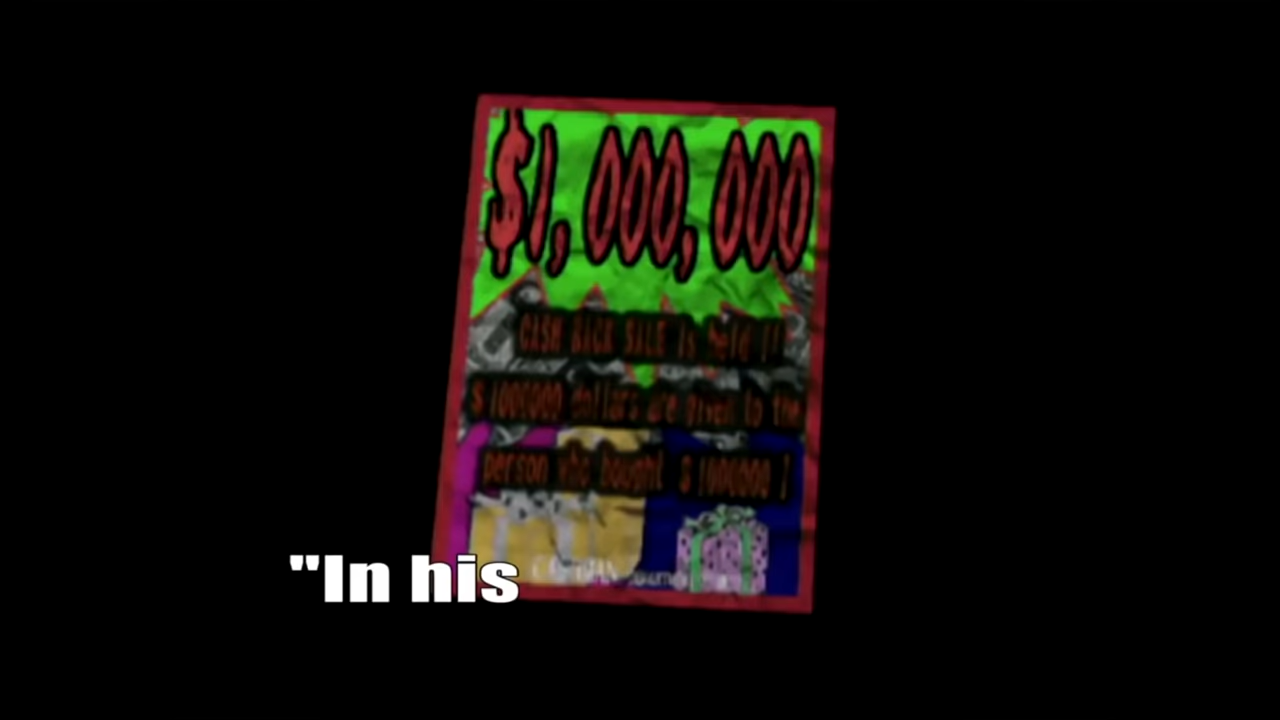 $1,000,000
CASH BACK SALE is held !!
$1000000 dollars are given to the
person who bought $1000000 !
"In his